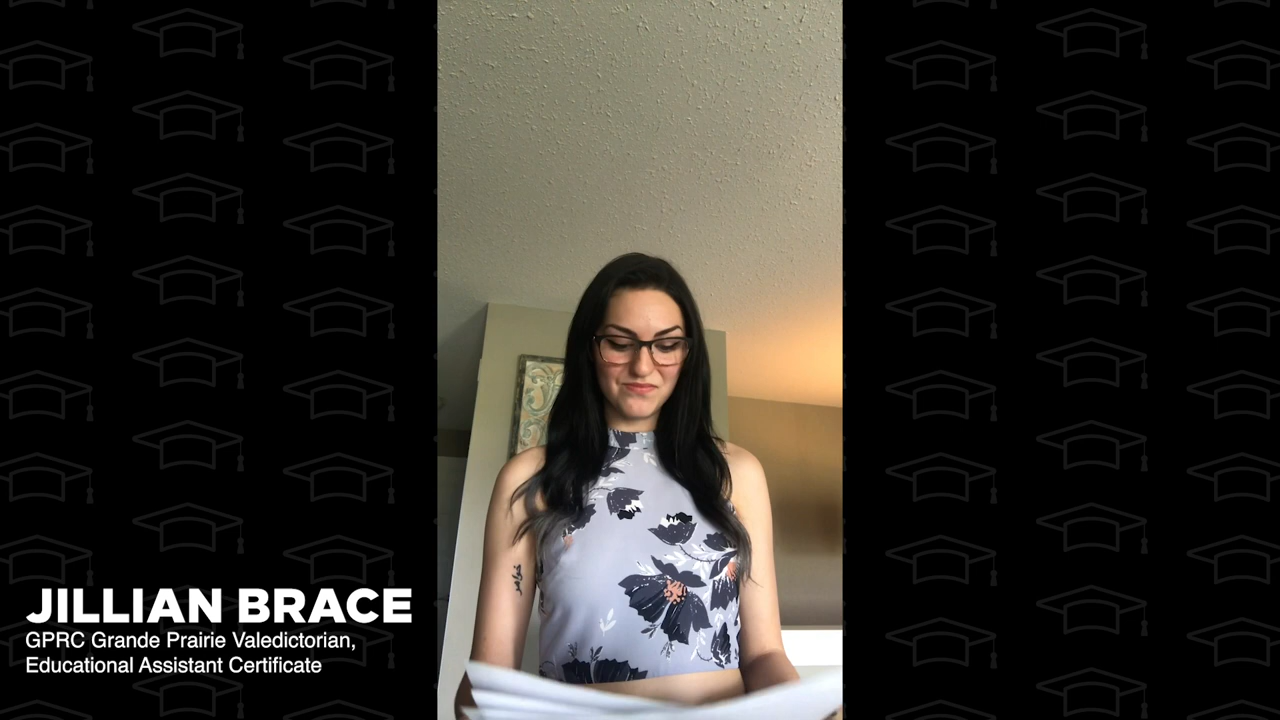 JILLIAN BRACE
GPRC Grande Prairie Valedictorian,
Educational Assistant Certificate